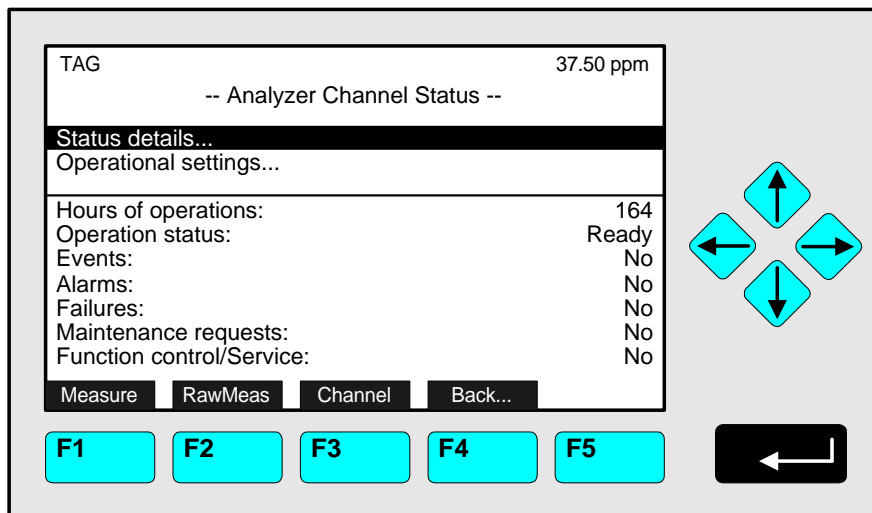 TAG 37.50 ppm
-- Analyzer Channel Status --
Status details...
Operational settings...
Hours of operations: 164
Operation status: Ready
Events: No
Alarms: No
Failures: No
Maintenance requests: No
Function control/Service: No
Measure RawMeas Channel Back...
F1 F2 F3 F4 F5